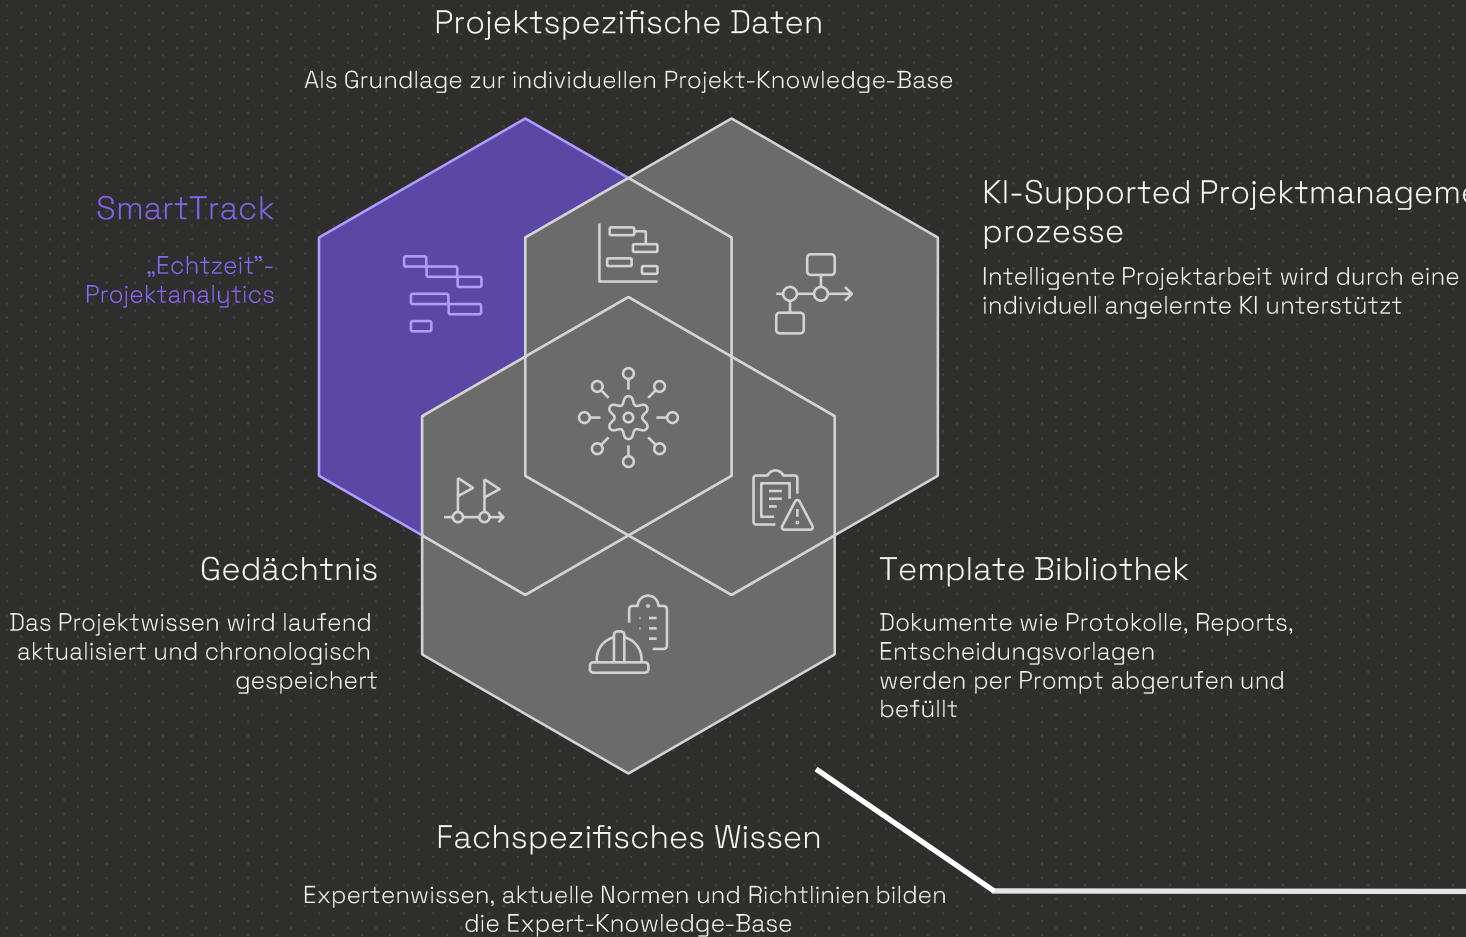 Projektspezifische Daten
Als Grundlage zur individuellen Projekt-Knowledge-Base
SmartTrack
„Echtzeit”-
Projektanalytics
KI-Supported
prozesse
Intelligente Projektarbeit wird durch eine
individuell angelernte KI unterstützt
Gedächtnis
Das Projektwissen wird laufend
aktualisiert und chronologisch
gespeichert
Template Bibliothek
Dokumente wie Protokolle, Reports,
Entscheidungsvorlagen
werden per Prompt abgerufen und
befüllt
Fachspezifisches Wissen
Expertenwissen, aktuelle Normen und Richtlinien bilden
die Expert-Knowledge-Base